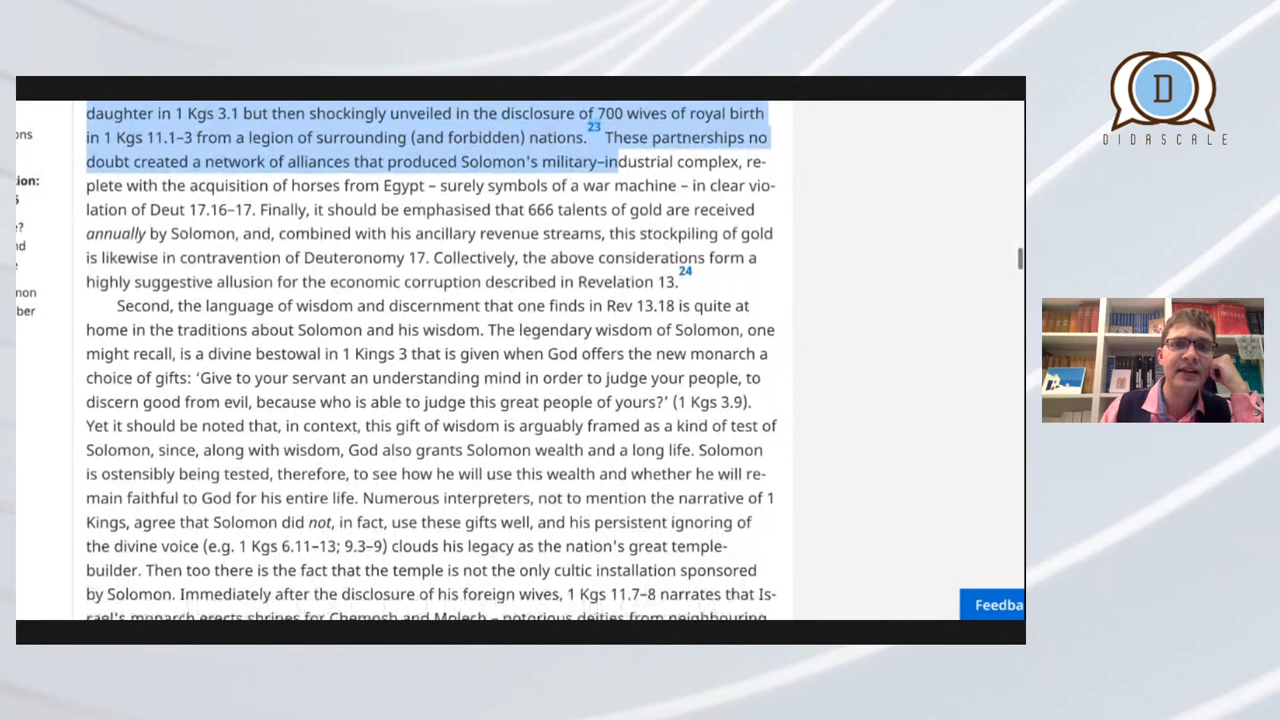 daughter in 1 Kgs 3.1 but then shockingly unveiled in the disclosure of 700 wives of royal birth
in 1 Kgs 11.1–3 from a legion of surrounding (and forbidden) nations.23 These partnerships no
doubt created a network of alliances that produced Solomon's military–industrial complex, re-
plete with the acquisition of horses from Egypt – surely symbols of a war machine – in clear vio-
lation of Deut 17.16–17. Finally, it should be emphasised that 666 talents of gold are received
annually by Solomon, and, combined with his ancillary revenue streams, this stockpiling of gold
is likewise in contravention of Deuteronomy 17. Collectively, the above considerations form a
highly suggestive allusion for the economic corruption described in Revelation 13.24
Second, the language of wisdom and discernment that one finds in Rev 13.18 is quite at
home in the traditions about Solomon and his wisdom. The legendary wisdom of Solomon, one
might recall, is a divine bestowal in 1 Kings 3 that is given when God offers the new monarch a
choice of gifts: ‘Give to your servant an understanding mind in order to judge your people, to
discern good from evil, because who is able to judge this great people of yours?’ (1 Kgs 3.9).
Yet it should be noted that, in context, this gift of wisdom is arguably framed as a kind of test of
Solomon, since, along with wisdom, God also grants Solomon wealth and a long life. Solomon
is ostensibly being tested, therefore, to see how he will use this wealth and whether he will re-
main faithful to God for his entire life. Numerous interpreters, not to mention the narrative of 1
Kings, agree that Solomon did not, in fact, use these gifts well, and his persistent ignoring of
the divine voice (e.g. 1 Kgs 6.11–13; 9.3–9) clouds his legacy as the nation's great temple-
builder. Then too there is the fact that the temple is not the only cultic installation sponsored
by Solomon. Immediately after the disclosure of his foreign wives, 1 Kgs 11.7–8 narrates that Is-
rael's monarch erects shrines for Chemosh and Molech – notorious deities from neighbouring
ons
ion:
?
nd
e
mon
ber
Feedba
D
DIDASCALE